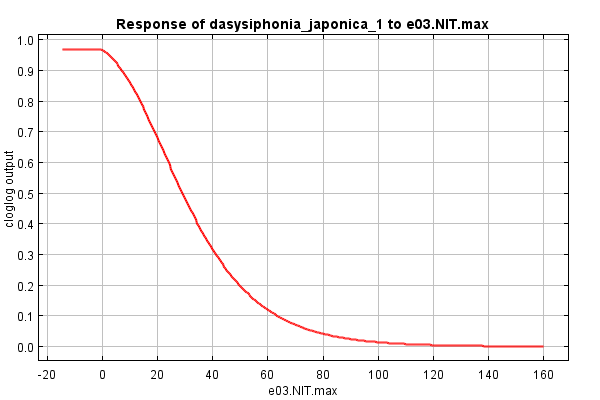 Response of dasysiphonia_japonica_1 to e03.NIT.max
1.0
0.9
0.8
0.7
0.6
0.5
0.4
0.3
0.2
0.1
0.0
cloglog output
-20 0 20 40 60 80 100 120 140 160
e03.NIT.max